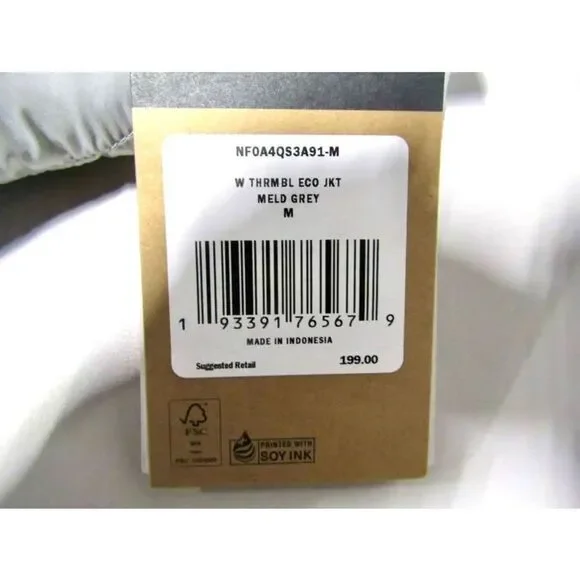 NF0A4QS3A91-M
W THRMBL ECO JKT
MELD GREY
M
1 93391 76567 9
MADE IN INDONESIA
Suggested Retail 199.00
FSC
PRINTED WITH
SOY INK